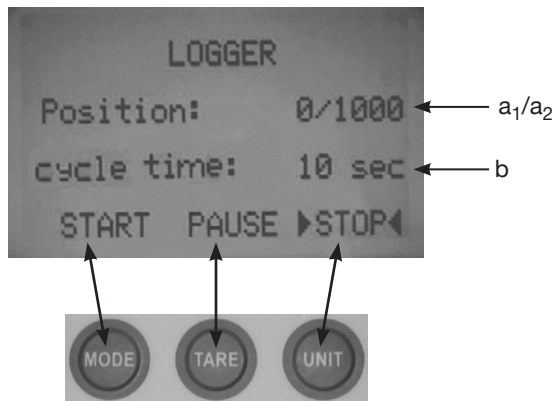 LOGGER
Position: 0/1000
a₁/a₂
cycle time: 10 sec
b
START PAUSE ▶STOP◀
MODE TARE UNIT